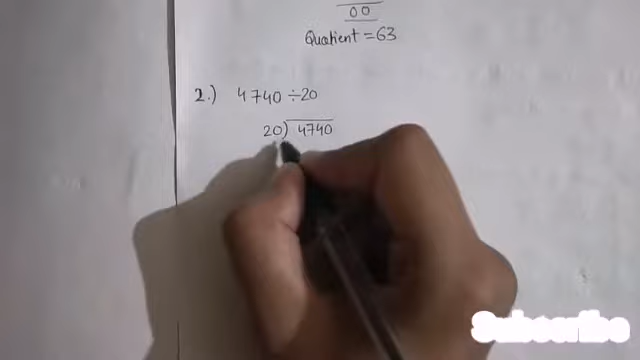 00
Quotient = 63
2.) 4740 ÷ 20
20) 4740
Subscribe